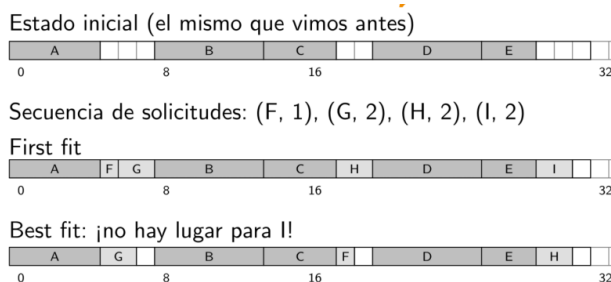 Estado inicial (el mismo que vimos antes)
A B C D E
0 8 16 32
Secuencia de solicitudes: (F, 1), (G, 2), (H, 2), (I, 2)
First fit
A F G B C H D E I
0 8 16 32
Best fit: ¡no hay lugar para I!
A G B C F D E H
0 8 16 32